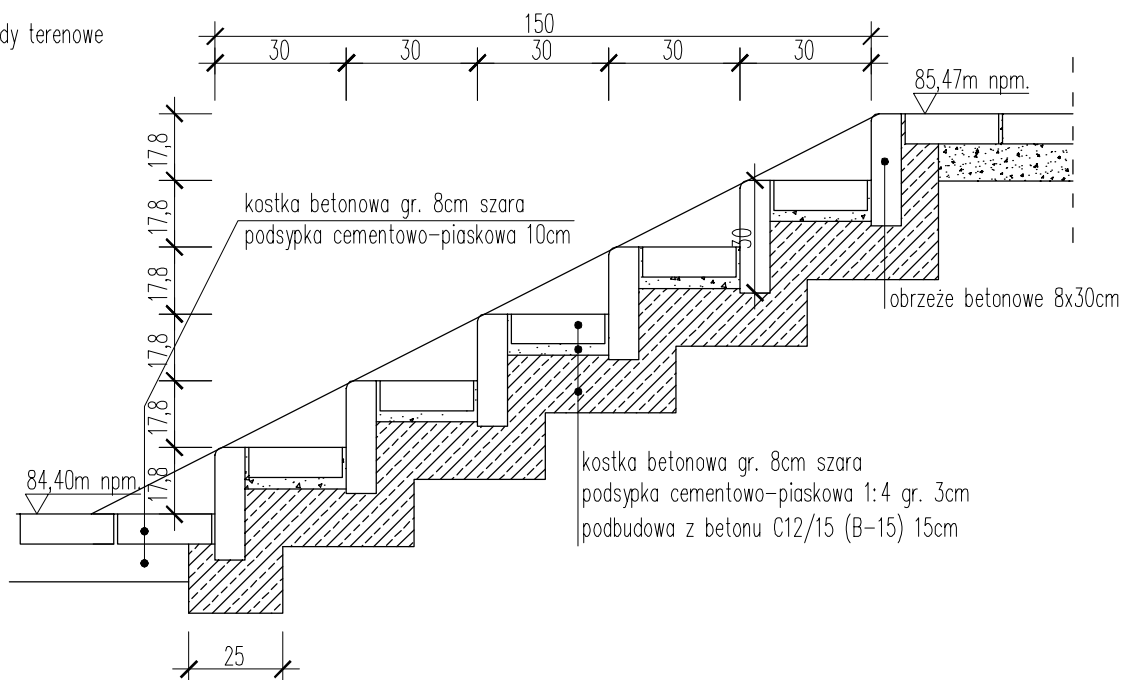 dy terenowe
150
30
30
30
30
30
85,47m npm.
17,8
17,8
17,8
17,8
17,8
17,8
kostka betonowa gr. 8cm szara
podsypka cementowo-piaskowa 10cm
30
obrzeże betonowe 8x30cm
84,40m npm.
kostka betonowa gr. 8cm szara
podsypka cementowo-piaskowa 1:4 gr. 3cm
podbudowa z betonu C12/15 (B-15) 15cm
25